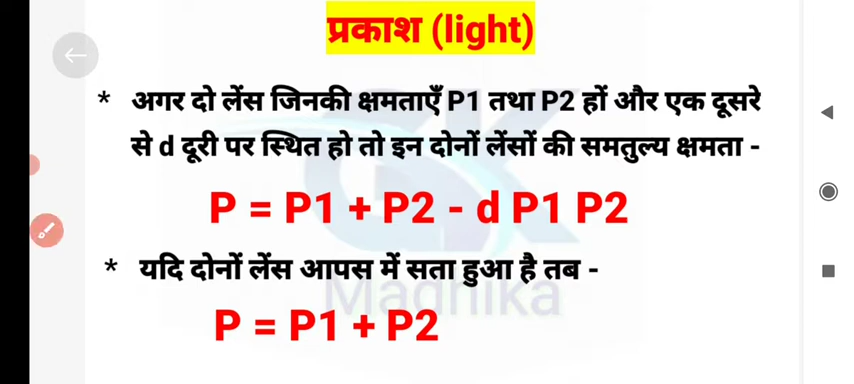 प्रकाश (light)
* अगर दो लेंस जिनकी क्षमताएँ P1 तथा P2 हों और एक दूसरे
से d दूरी पर स्थित हो तो इन दोनों लेंसों की समतुल्य क्षमता -
P = P1 + P2 - d P1 P2
* यदि दोनों लेंस आपस में सता हुआ है तब -
Madhika
P = P1 + P2